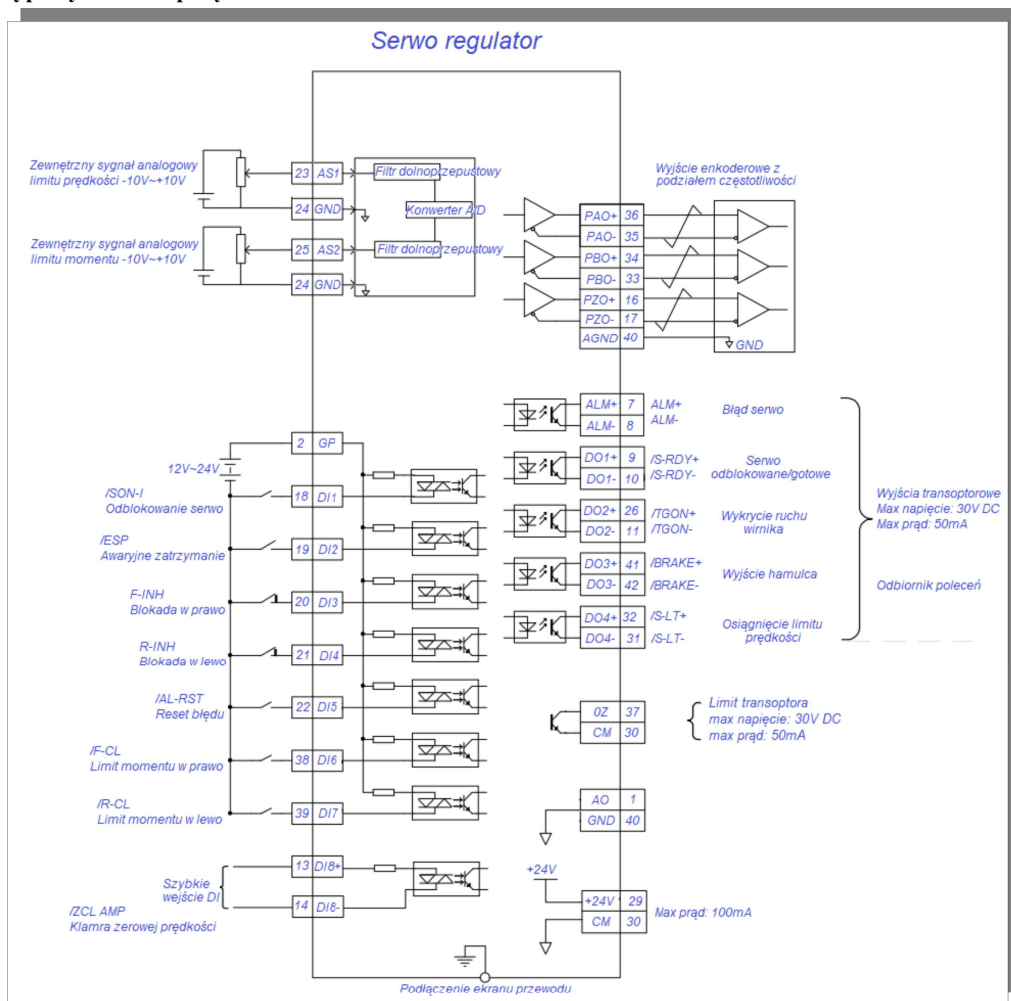 Serwo regulator
Zewnętrzny sygnał analogowy
limitu prędkości -10V~+10V
23 AS1
Filtr dolnoprzepustowy
24 GND
Konwerter A/D
Zewnętrzny sygnał analogowy
limitu momentu -10V~+10V
25 AS2
Filtr dolnoprzepustowy
24 GND
Wyjście enkoderowe z
podziałem częstotliwości
PAO+ 36
PAO- 35
PBO+ 34
PBO- 33
PZO+ 16
PZO- 17
AGND 40
GND
ALM+ 7 ALM+
ALM- 8 ALM-
Błąd serwo
DO1+ 9 /S-RDY+
DO1- 10 /S-RDY-
Serwo
odblokowane/gotowe
DO2+ 26 /TGON+
DO2- 11 /TGON-
Wykrycie ruchu
wirnika
DO3+ 41 /BRAKE+
DO3- 42 /BRAKE-
Wyjście hamulca
DO4+ 32 /S-LT+
DO4- 31 /S-LT-
Osiągnięcie limitu
prędkości
Wyjścia transoptorowe
Max napięcie: 30V DC
Max prąd: 50mA
Odbiornik poleceń
2 GP
12V~24V
/SON-I
Odblokowanie serwo
18 DI1
/ESP
Awaryjne zatrzymanie
19 DI2
F-INH
Blokada w prawo
20 DI3
R-INH
Blokada w lewo
21 DI4
/AL-RST
Reset błędu
22 DI5
/F-CL
Limit momentu w prawo
38 DI6
/R-CL
Limit momentu w lewo
39 DI7
13 DI8+
Szybkie
wejście DI
14 DI8-
/ZCL AMP
Klamra zerowej prędkości
0Z 37
CM 30
Limit transoptora
max napięcie: 30V DC
max prąd: 50mA
AO 1
GND 40
+24V
+24V 29
CM 30
Max prąd: 100mA
Podłączenie ekranu przewodu